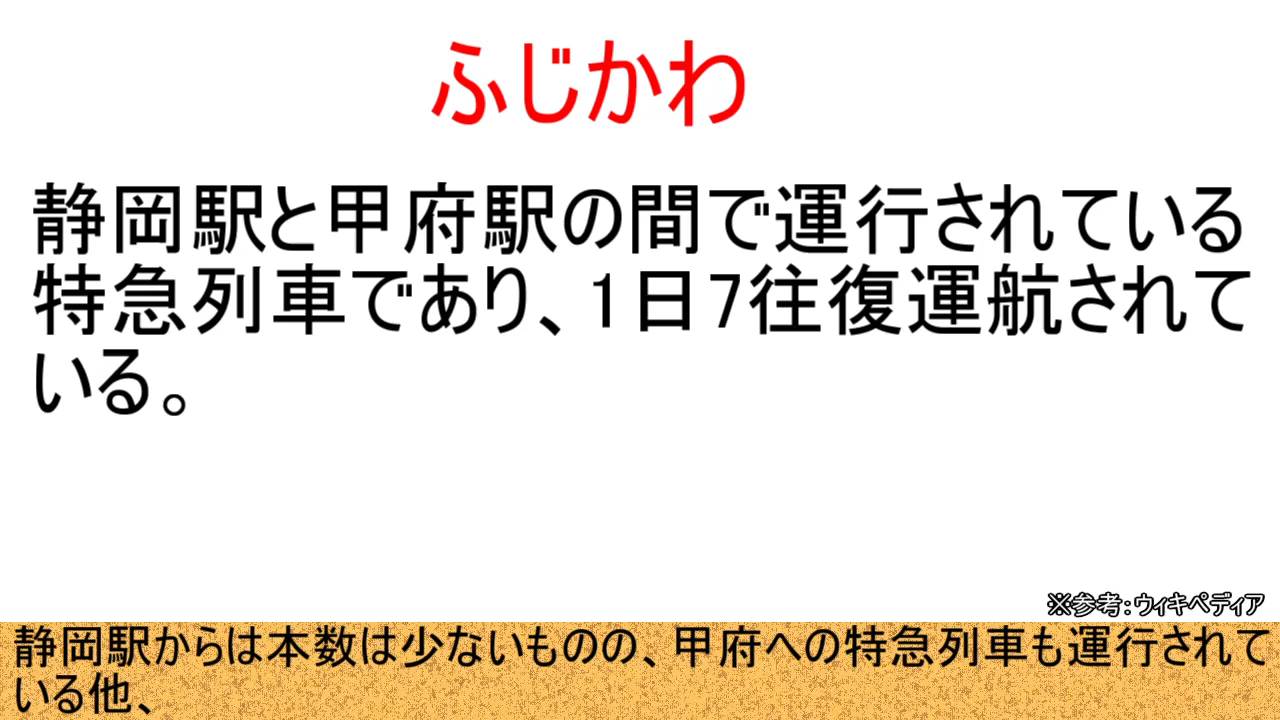 ふじかわ
静岡駅と甲府駅の間で運行されている
特急列車であり、1日7往復運航されて
いる。
※参考：ウィキペディア
静岡駅からは本数は少ないものの、甲府への特急列車も運行されて
いる他、